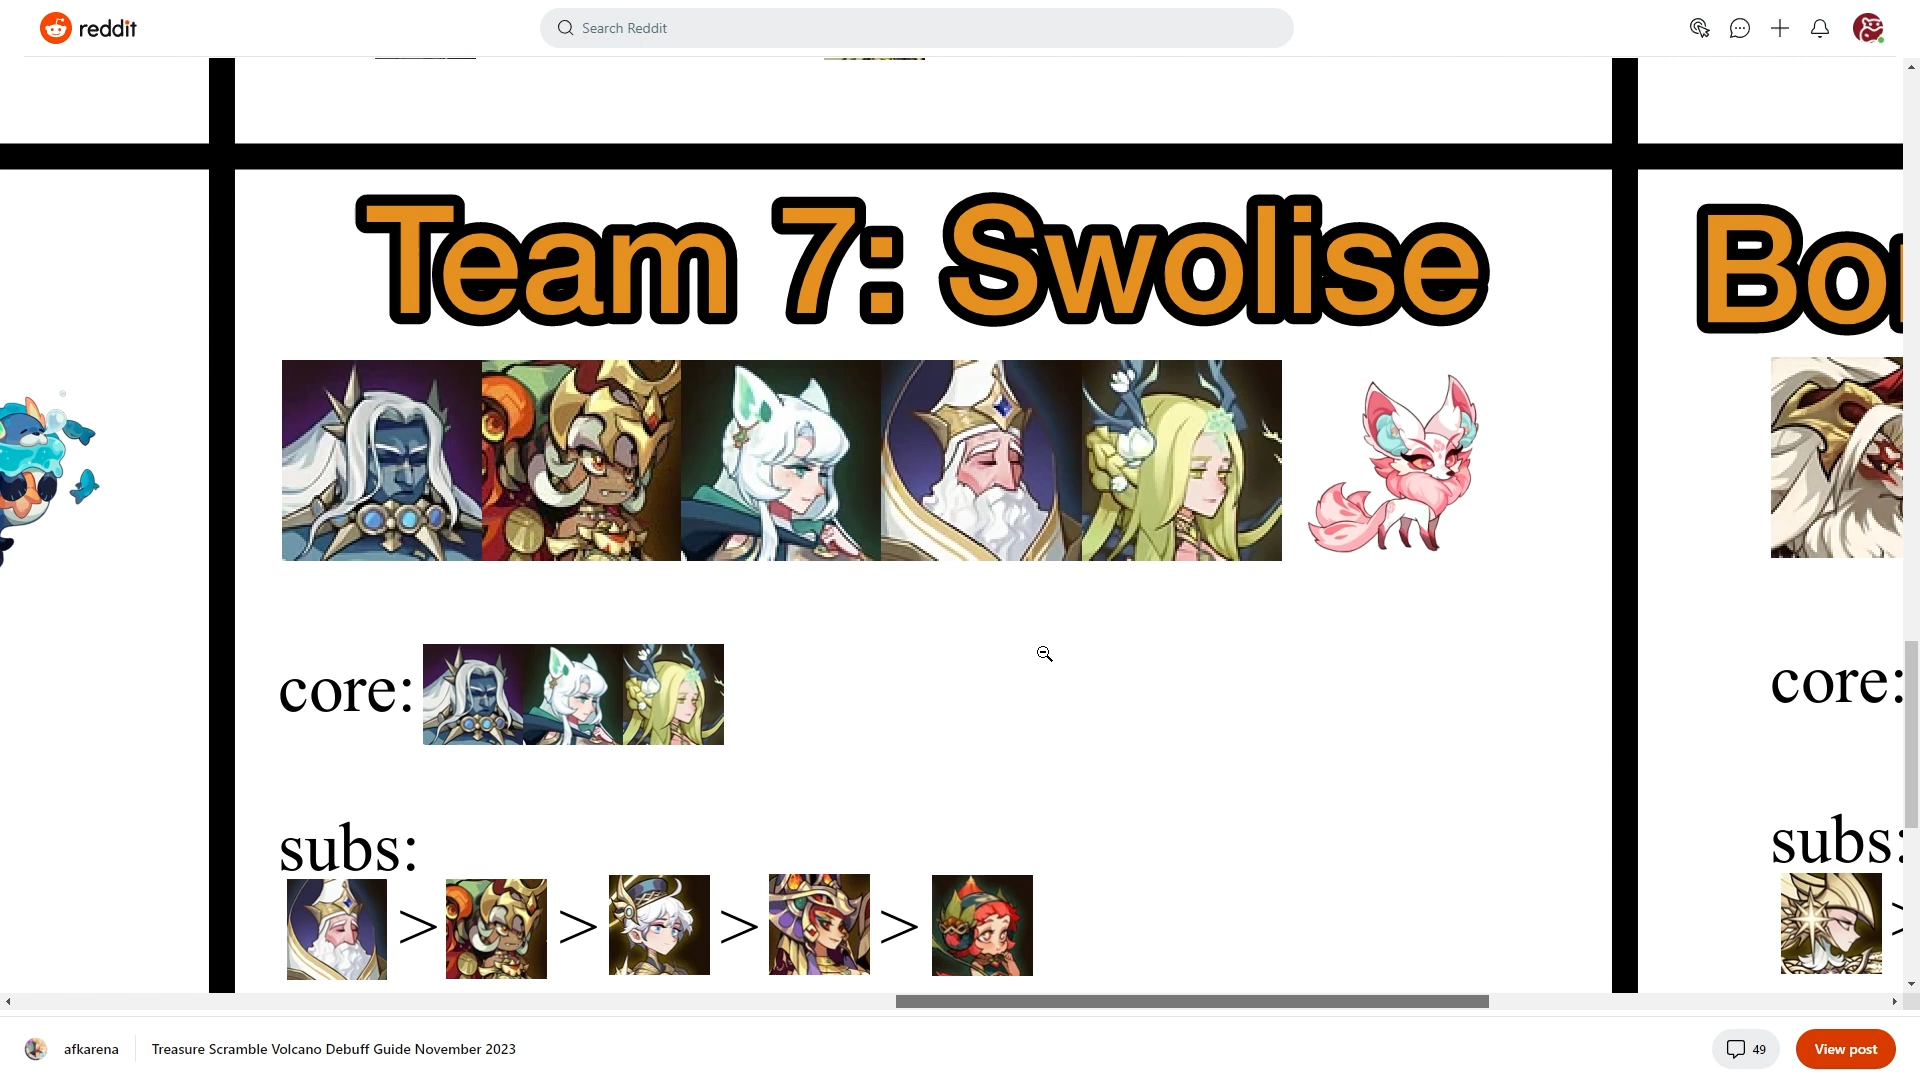 reddit
Search Reddit
Team 7: Swolise
Bo
core:
core:
subs:
subs:
> > > >
>
afkarena
Treasure Scramble Volcano Debuff Guide November 2023
49
View post